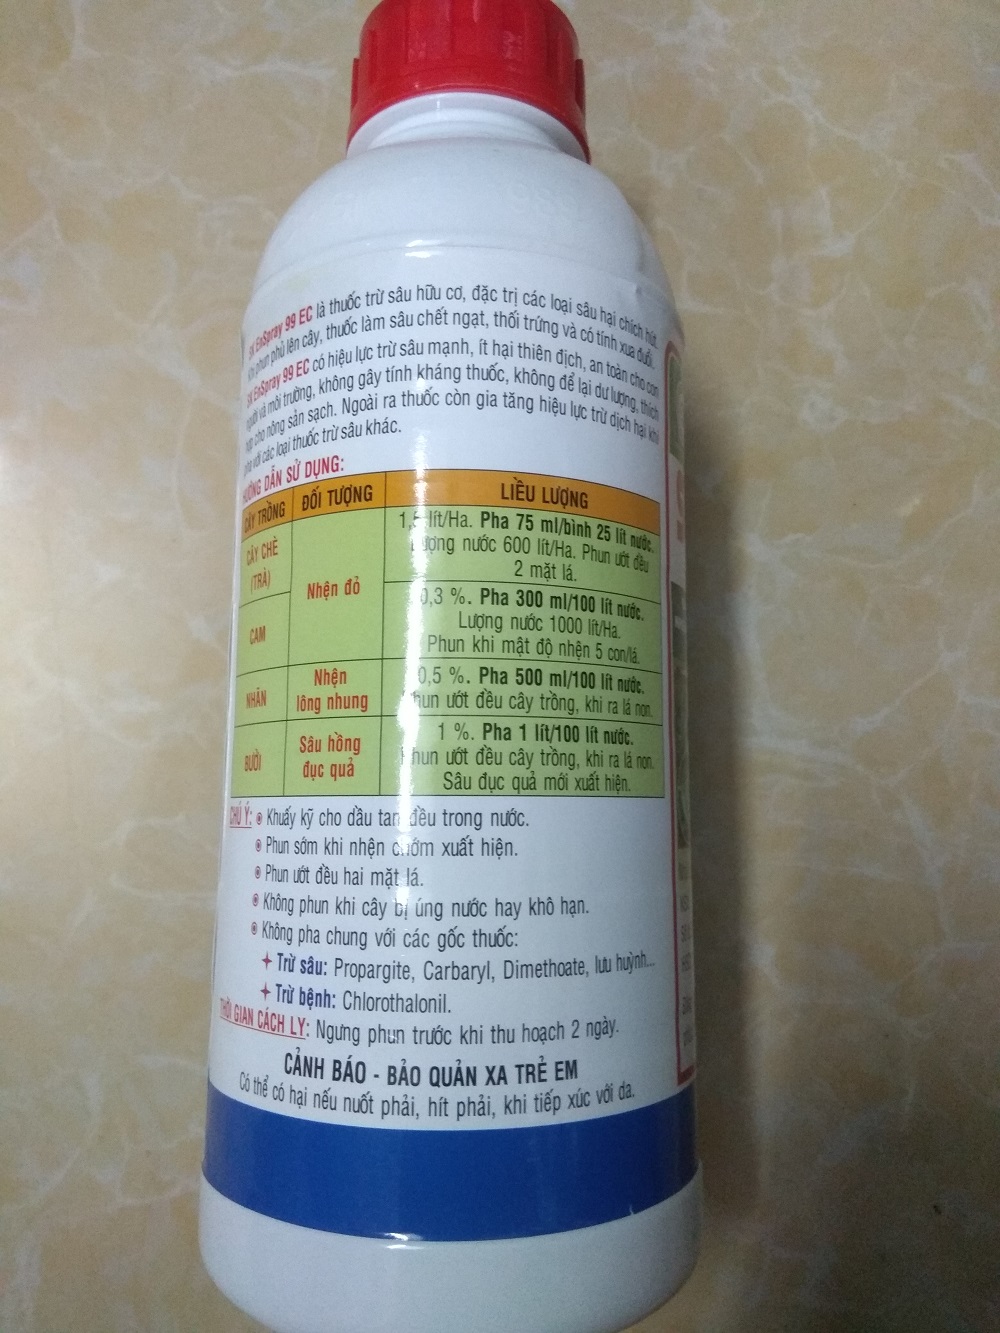 SK EnSpray 99 EC là thuốc trừ sâu hữu cơ, đặc trị các loại sâu hại chích hút.
Khi phun phủ lên cây, thuốc làm sâu chết ngạt, thối trứng và có tính xua đuổi.
SK EnSpray 99 EC có hiệu lực trừ sâu mạnh, ít hại thiên địch, an toàn cho con
người và môi trường, không gây tính kháng thuốc, không để lại dư lượng, thích
hợp cho nông sản sạch. Ngoài ra thuốc còn gia tăng hiệu lực trừ dịch hại khi
pha với các loại thuốc trừ sâu khác.
HƯỚNG DẪN SỬ DỤNG:
CÂY TRỒNG ĐỐI TƯỢNG LIỀU LƯỢNG
CÂY CHÈ
(TRÀ)
CAM
Nhện đỏ
1,5 lít/Ha. Pha 75 ml/bình 25 lít nước.
Lượng nước 600 lít/Ha. Phun ướt đều
2 mặt lá.
0,3 %. Pha 300 ml/100 lít nước.
Lượng nước 1000 lít/Ha.
Phun khi mật độ nhện 5 con/lá.
NHÃN
Nhện
lông nhung
0,5 %. Pha 500 ml/100 lít nước.
Phun ướt đều cây trồng, khi ra lá non.
BƯỞI
Sâu hồng
đục quả
1 %. Pha 1 lít/100 lít nước.
Phun ướt đều cây trồng, khi ra lá non.
Sâu đục quả mới xuất hiện.
CHÚ Ý: Khuấy kỹ cho dầu tan đều trong nước.
Phun sớm khi nhện chớm xuất hiện.
Phun ướt đều hai mặt lá.
Không phun khi cây bị úng nước hay khô hạn.
Không pha chung với các gốc thuốc:
+ Trừ sâu: Propargite, Carbaryl, Dimethoate, lưu huỳnh...
+ Trừ bệnh: Chlorothalonil.
THỜI GIAN CÁCH LY: Ngưng phun trước khi thu hoạch 2 ngày.
CẢNH BÁO - BẢO QUẢN XA TRẺ EM
Có thể có hại nếu nuốt phải, hít phải, khi tiếp xúc với da.